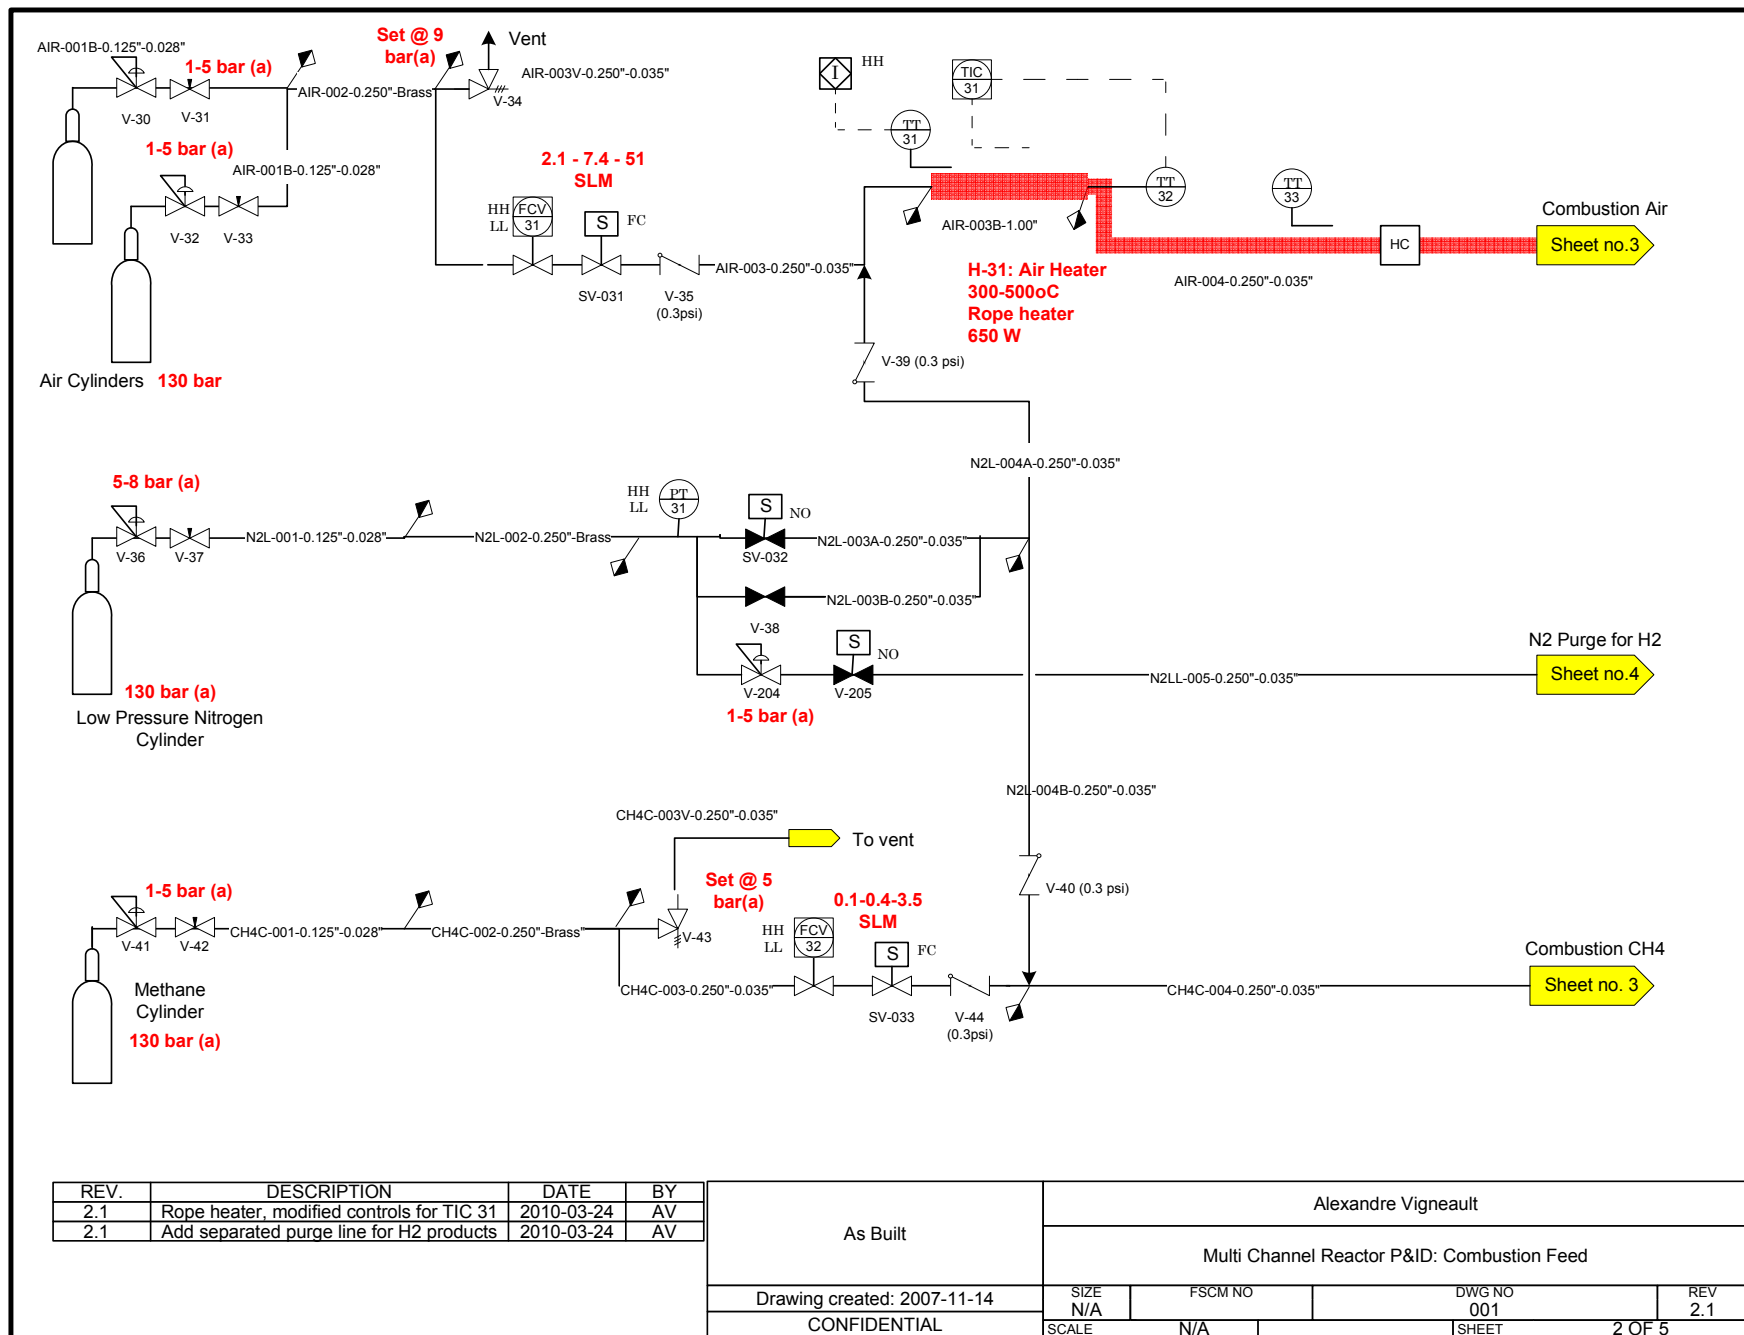 AIR-001B-0.125"-0.028"
1-5 bar (a)
Set @ 9
bar(a)
Vent
AIR-003V-0.250"-0.035"
AIR-002-0.250"-Brass
V-34
V-30
V-31
1-5 bar (a)
AIR-001B-0.125"-0.028"
V-32
V-33
Air Cylinders 130 bar
2.1 - 7.4 - 51
SLM
HH
LL
FCV
31
S
FC
SV-031
V-35
(0.3psi)
AIR-003-0.250"-0.035"
I
HH
TIC
31
TT
31
TT
32
TT
33
AIR-003B-1.00"
H-31: Air Heater
300-500oC
Rope heater
650 W
HC
AIR-004-0.250"-0.035"
Combustion Air
Sheet no.3
V-39 (0.3 psi)
N2L-004A-0.250"-0.035"
5-8 bar (a)
V-36
V-37
N2L-001-0.125"-0.028"
N2L-002-0.250"-Brass
HH
LL
PT
31
S
NO
SV-032
N2L-003A-0.250"-0.035"
N2L-003B-0.250"-0.035"
V-38
S
NO
V-204
V-205
1-5 bar (a)
N2LL-005-0.250"-0.035"
N2 Purge for H2
Sheet no.4
130 bar (a)
Low Pressure Nitrogen
Cylinder
N2L-004B-0.250"-0.035"
CH4C-003V-0.250"-0.035"
To vent
V-40 (0.3 psi)
1-5 bar (a)
V-41
V-42
CH4C-001-0.125"-0.028"
CH4C-002-0.250"-Brass
Set @ 5
bar(a)
V-43
0.1-0.4-3.5
SLM
HH
LL
FCV
32
S
FC
CH4C-003-0.250"-0.035"
SV-033
V-44
(0.3psi)
CH4C-004-0.250"-0.035"
Combustion CH4
Sheet no. 3
Methane
Cylinder
130 bar (a)
REV. DESCRIPTION DATE BY
2.1 Rope heater, modified controls for TIC 31 2010-03-24 AV
2.1 Add separated purge line for H2 products 2010-03-24 AV
As Built
Drawing created: 2007-11-14
CONFIDENTIAL
Alexandre Vigneault
Multi Channel Reactor P&ID: Combustion Feed
SIZE FSCM NO DWG NO REV
N/A 001 2.1
SCALE N/A SHEET 2 OF 5